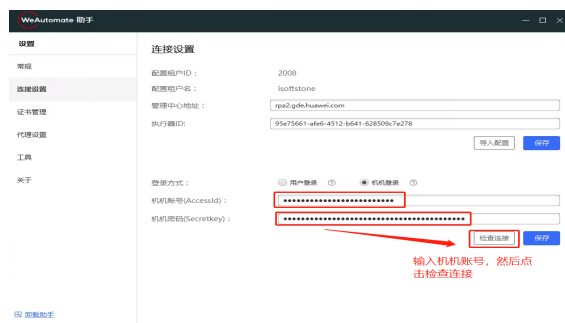 WeAutomate 助手
设置
常规
连接设置
证书管理
代理设置
工具
关于
卸载助手
连接设置
配置租户ID：
2008
配置租户名：
isoftstone
管理中心地址：
rpa2.gde.huawei.com
执行器ID:
95e75661-afe6-4512-b641-628509c7e278
导入配置
保存
登录方式：
用户登录
机机登录
机机账号(AccessId)：
机机密码(Secretkey)：
检查连接
保存
输入机机账号，然后点
击检查连接